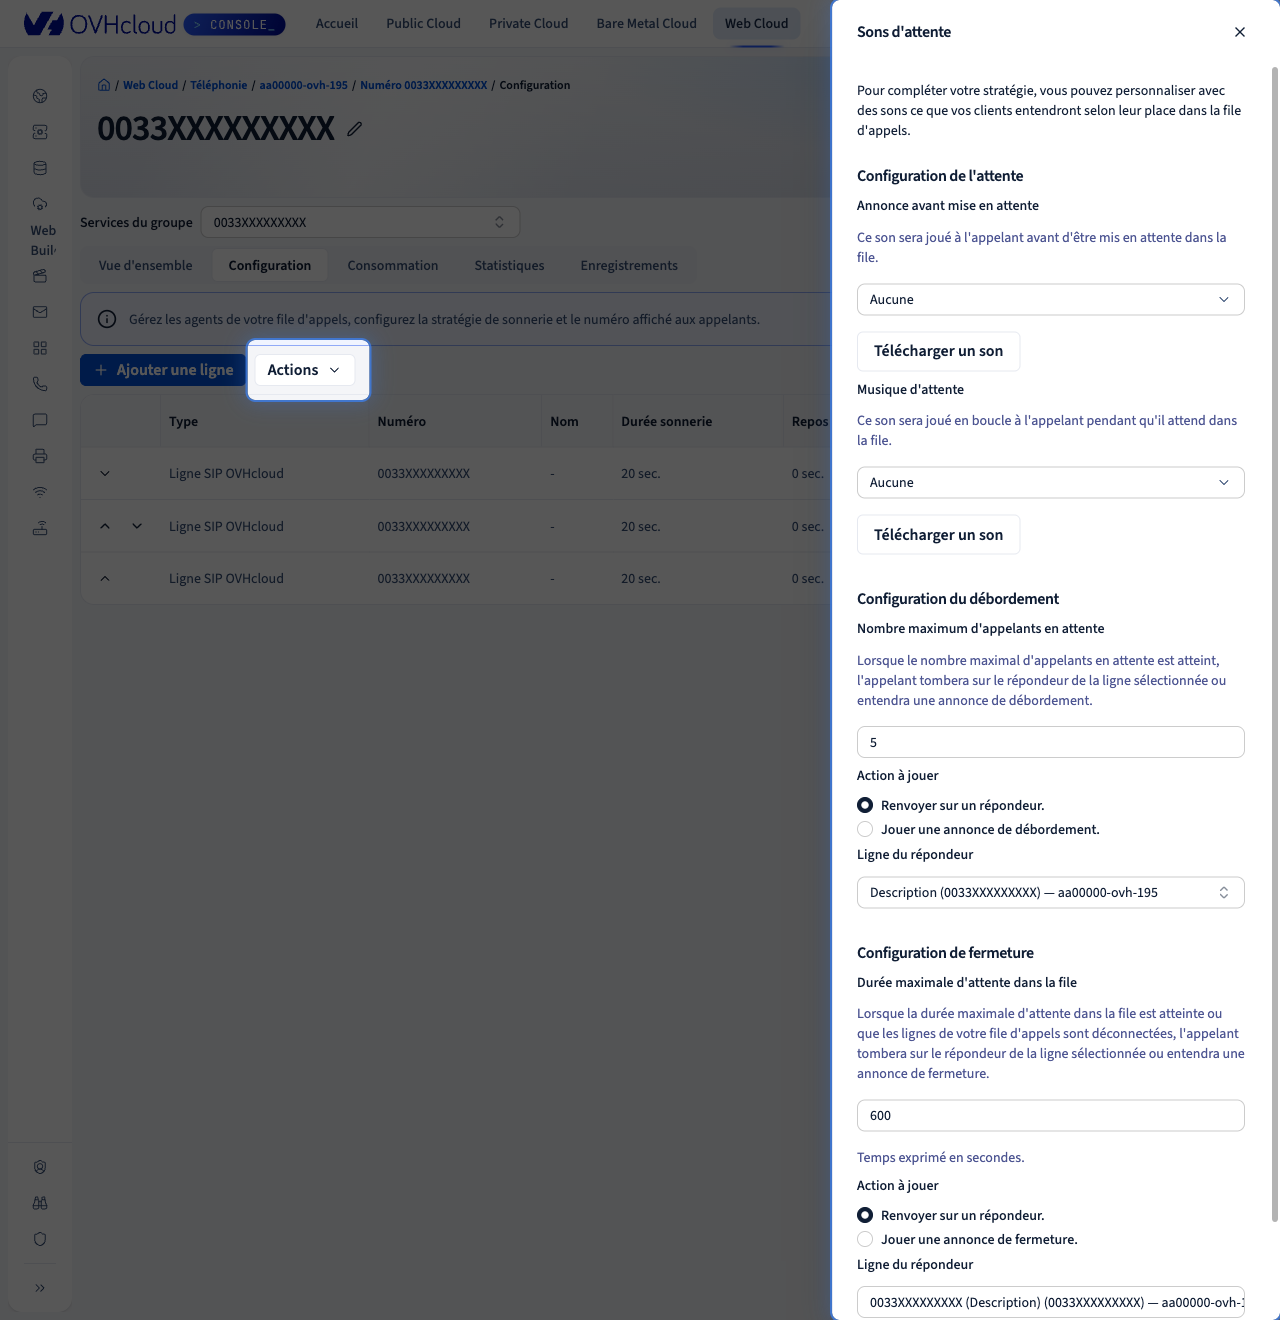 OVHcloud > CONSOLE_
Accueil Public Cloud Private Cloud Bare Metal Cloud Web Cloud
/ Web Cloud / Téléphonie / aa00000-ovh-195 / Numéro 0033XXXXXXXXX / Configuration
0033XXXXXXXXX
Services du groupe 0033XXXXXXXXX
Web
Buil
Vue d'ensemble Configuration Consommation Statistiques Enregistrements
Gérez les agents de votre file d'appels, configurez la stratégie de sonnerie et le numéro affiché aux appelants.
+ Ajouter une ligne Actions
Type Numéro Nom Durée sonnerie Repos
Ligne SIP OVHcloud 0033XXXXXXXXX - 20 sec. 0 sec.
Ligne SIP OVHcloud 0033XXXXXXXXX - 20 sec. 0 sec.
Ligne SIP OVHcloud 0033XXXXXXXXX - 20 sec. 0 sec.
Sons d'attente
Pour compléter votre stratégie, vous pouvez personnaliser avec
des sons ce que vos clients entendront selon leur place dans la file
d'appels.
Configuration de l'attente
Annonce avant mise en attente
Ce son sera joué à l'appelant avant d'être mis en attente dans la
file.
Aucune
Télécharger un son
Musique d'attente
Ce son sera joué en boucle à l'appelant pendant qu'il attend dans
la file.
Aucune
Télécharger un son
Configuration du débordement
Nombre maximum d'appelants en attente
Lorsque le nombre maximal d'appelants en attente est atteint,
l'appelant tombera sur le répondeur de la ligne sélectionnée ou
entendra une annonce de débordement.
5
Action à jouer
Renvoyer sur un répondeur.
Jouer une annonce de débordement.
Ligne du répondeur
Description (0033XXXXXXXXX) — aa00000-ovh-195
Configuration de fermeture
Durée maximale d'attente dans la file
Lorsque la durée maximale d'attente dans la file est atteinte ou
que les lignes de votre file d'appels sont déconnectées, l'appelant
tombera sur le répondeur de la ligne sélectionnée ou entendra une
annonce de fermeture.
600
Temps exprimé en secondes.
Action à jouer
Renvoyer sur un répondeur.
Jouer une annonce de fermeture.
Ligne du répondeur
0033XXXXXXXXX (Description) (0033XXXXXXXXX) — aa00000-ovh-1